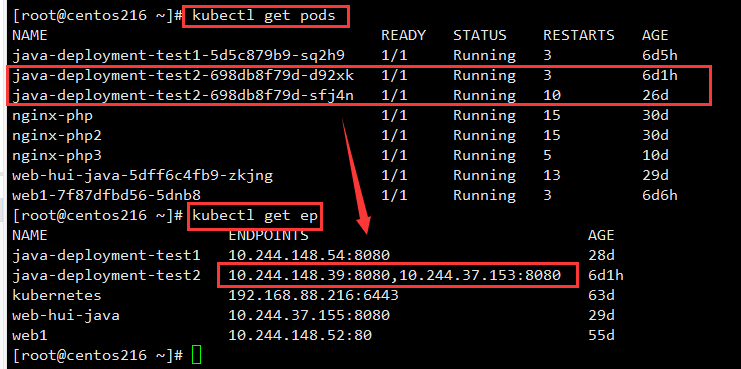 [root@centos216 ~]# kubectl get pods
NAME READY STATUS RESTARTS AGE
java-deployment-test1-5d5c879b9-sq2h9 1/1 Running 3 6d5h
java-deployment-test2-698db8f79d-d92xk 1/1 Running 3 6d1h
java-deployment-test2-698db8f79d-sfj4n 1/1 Running 10 26d
nginx-php 1/1 Running 15 30d
nginx-php2 1/1 Running 15 30d
nginx-php3 1/1 Running 5 10d
web-hui-java-5dff6c4fb9-zkjng 1/1 Running 13 29d
web1-7f87dfbd56-5dnb8 1/1 Running 3 6d6h
[root@centos216 ~]# kubectl get ep
NAME ENDPOINTS AGE
java-deployment-test1 10.244.148.54:8080 28d
java-deployment-test2 10.244.148.39:8080,10.244.37.153:8080 6d1h
kubernetes 192.168.88.216:6443 63d
web-hui-java 10.244.37.155:8080 29d
web1 10.244.148.52:80 55d
[root@centos216 ~]#